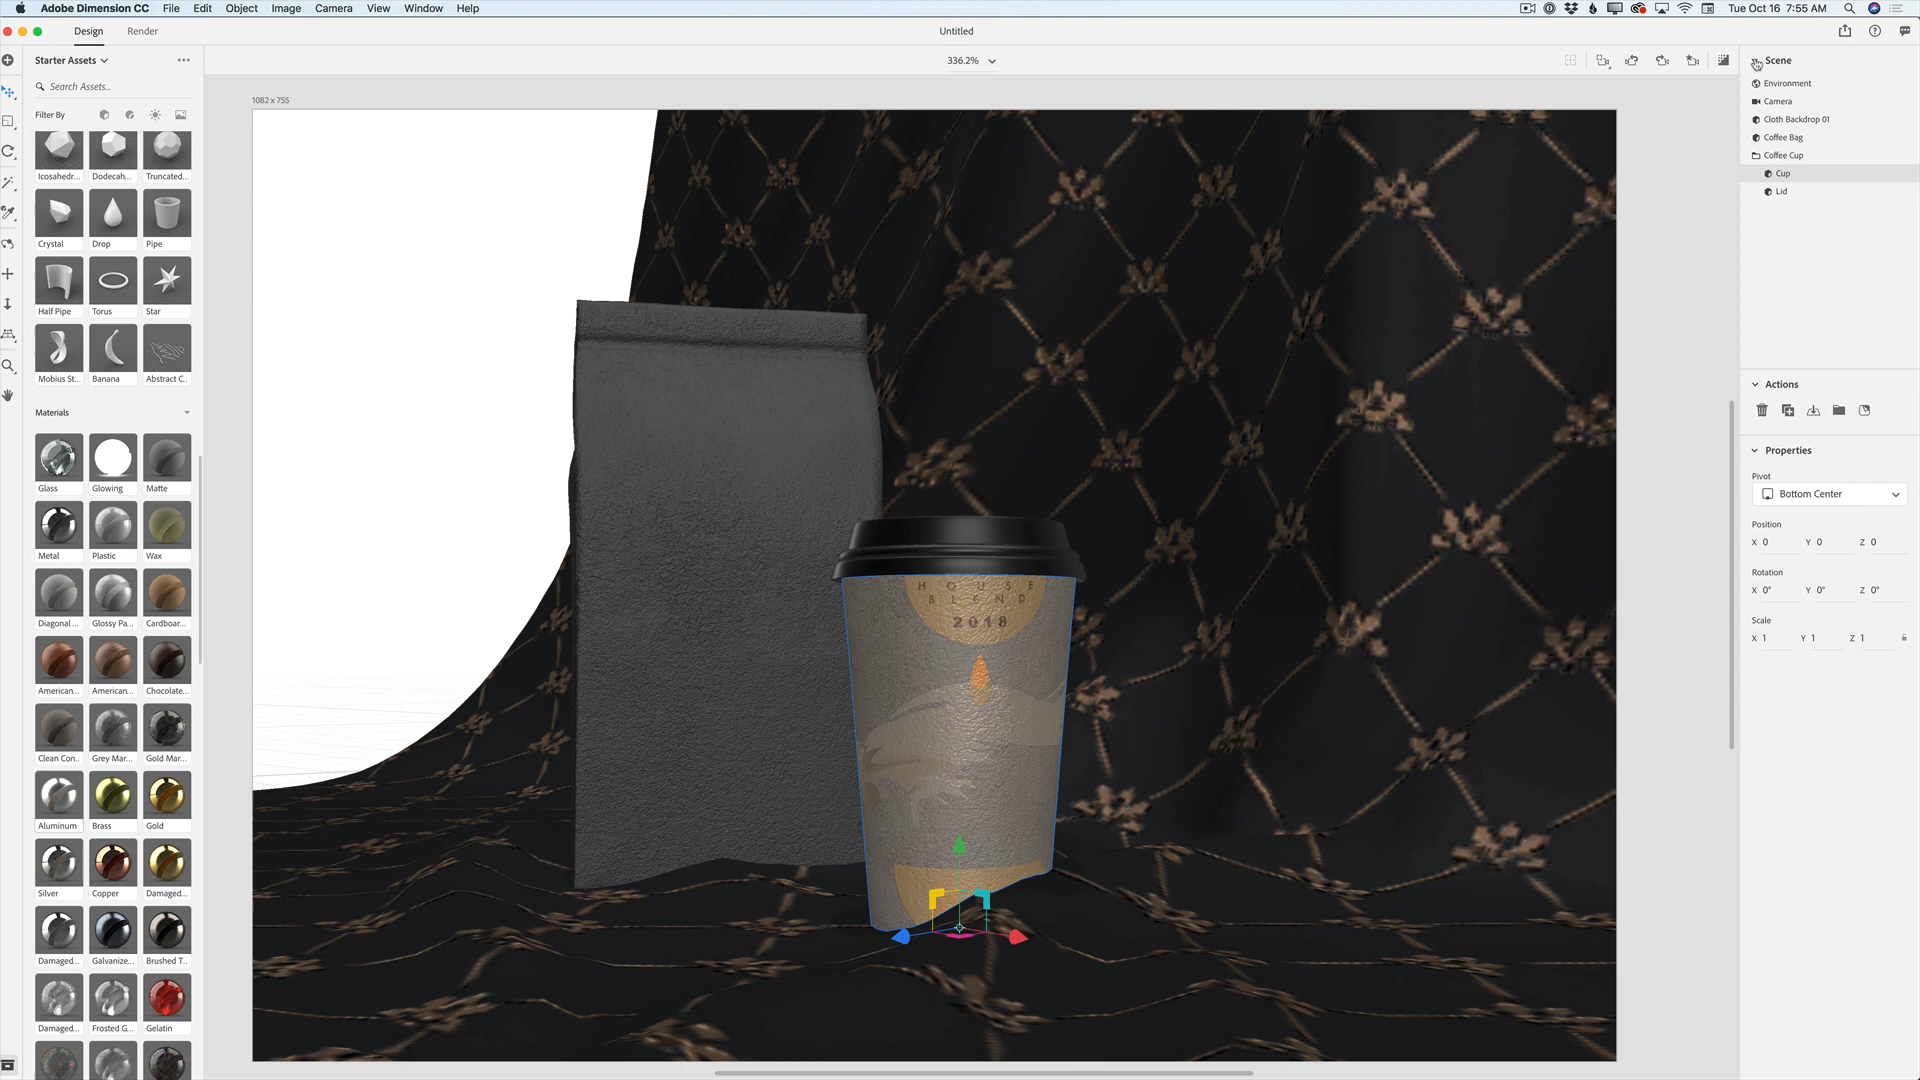 Adobe Dimension CC File Edit Object Image Camera View Window Help
Tue Oct 16 7:55 AM
Design Render
Untitled
Starter Assets
336.2%
Search Assets..
Filter By
Icosahedr... Dodecah... Truncated...
Crystal Drop Pipe
Half Pipe Torus Star
Mobius St... Banana Abstract C..
Materials
Glass Glowing Matte
Metal Plastic Wax
Diagonal ... Glossy Pa... Cardboar...
American... American... Chocolate...
Clean Con.. Grey Mar... Gold Mar...
Aluminum Brass Gold
Silver Copper Damaged...
Damaged... Galvanize... Brushed T...
Damaged... Frosted G... Gelatin
1082 x 755
HOUSE
BLEND
2018
Scene
Environment
Camera
Cloth Backdrop 01
Coffee Bag
Coffee Cup
Cup
Lid
Actions
Properties
Pivot
Bottom Center
Position
X 0 Y 0 Z 0
Rotation
X 0° Y 0° Z 0°
Scale
X 1 Y 1 Z 1